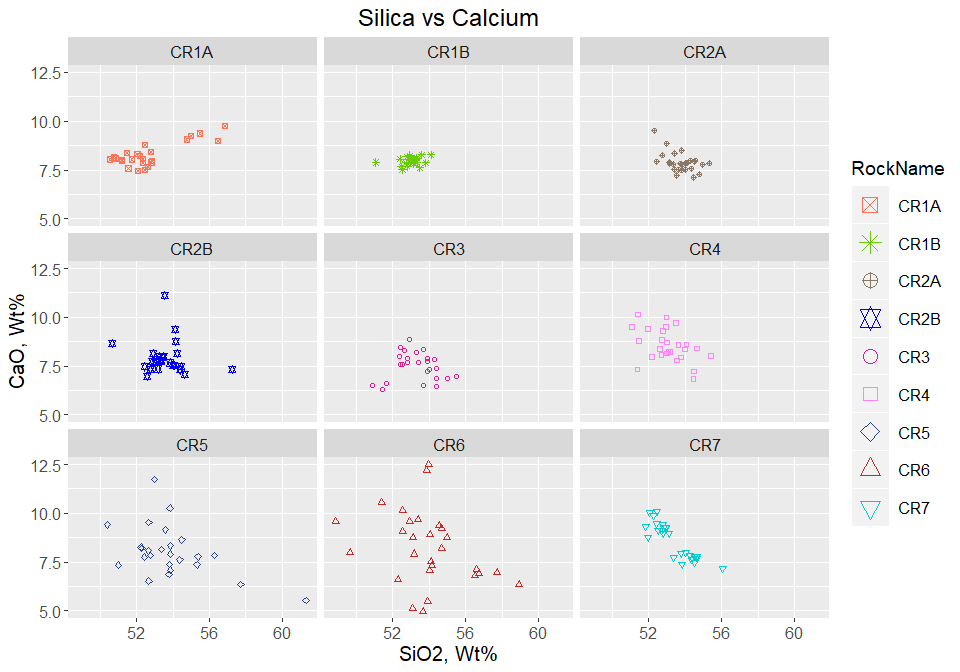 Silica vs Calcium
CR1A CR1B CR2A
12.5
10.0
7.5
5.0
CR2B CR3 CR4
12.5
10.0
7.5
5.0
CR5 CR6 CR7
12.5
10.0
7.5
5.0
52 56 60 52 56 60 52 56 60
SiO2, Wt%
CaO, Wt%
RockName
CR1A
CR1B
CR2A
CR2B
CR3
CR4
CR5
CR6
CR7